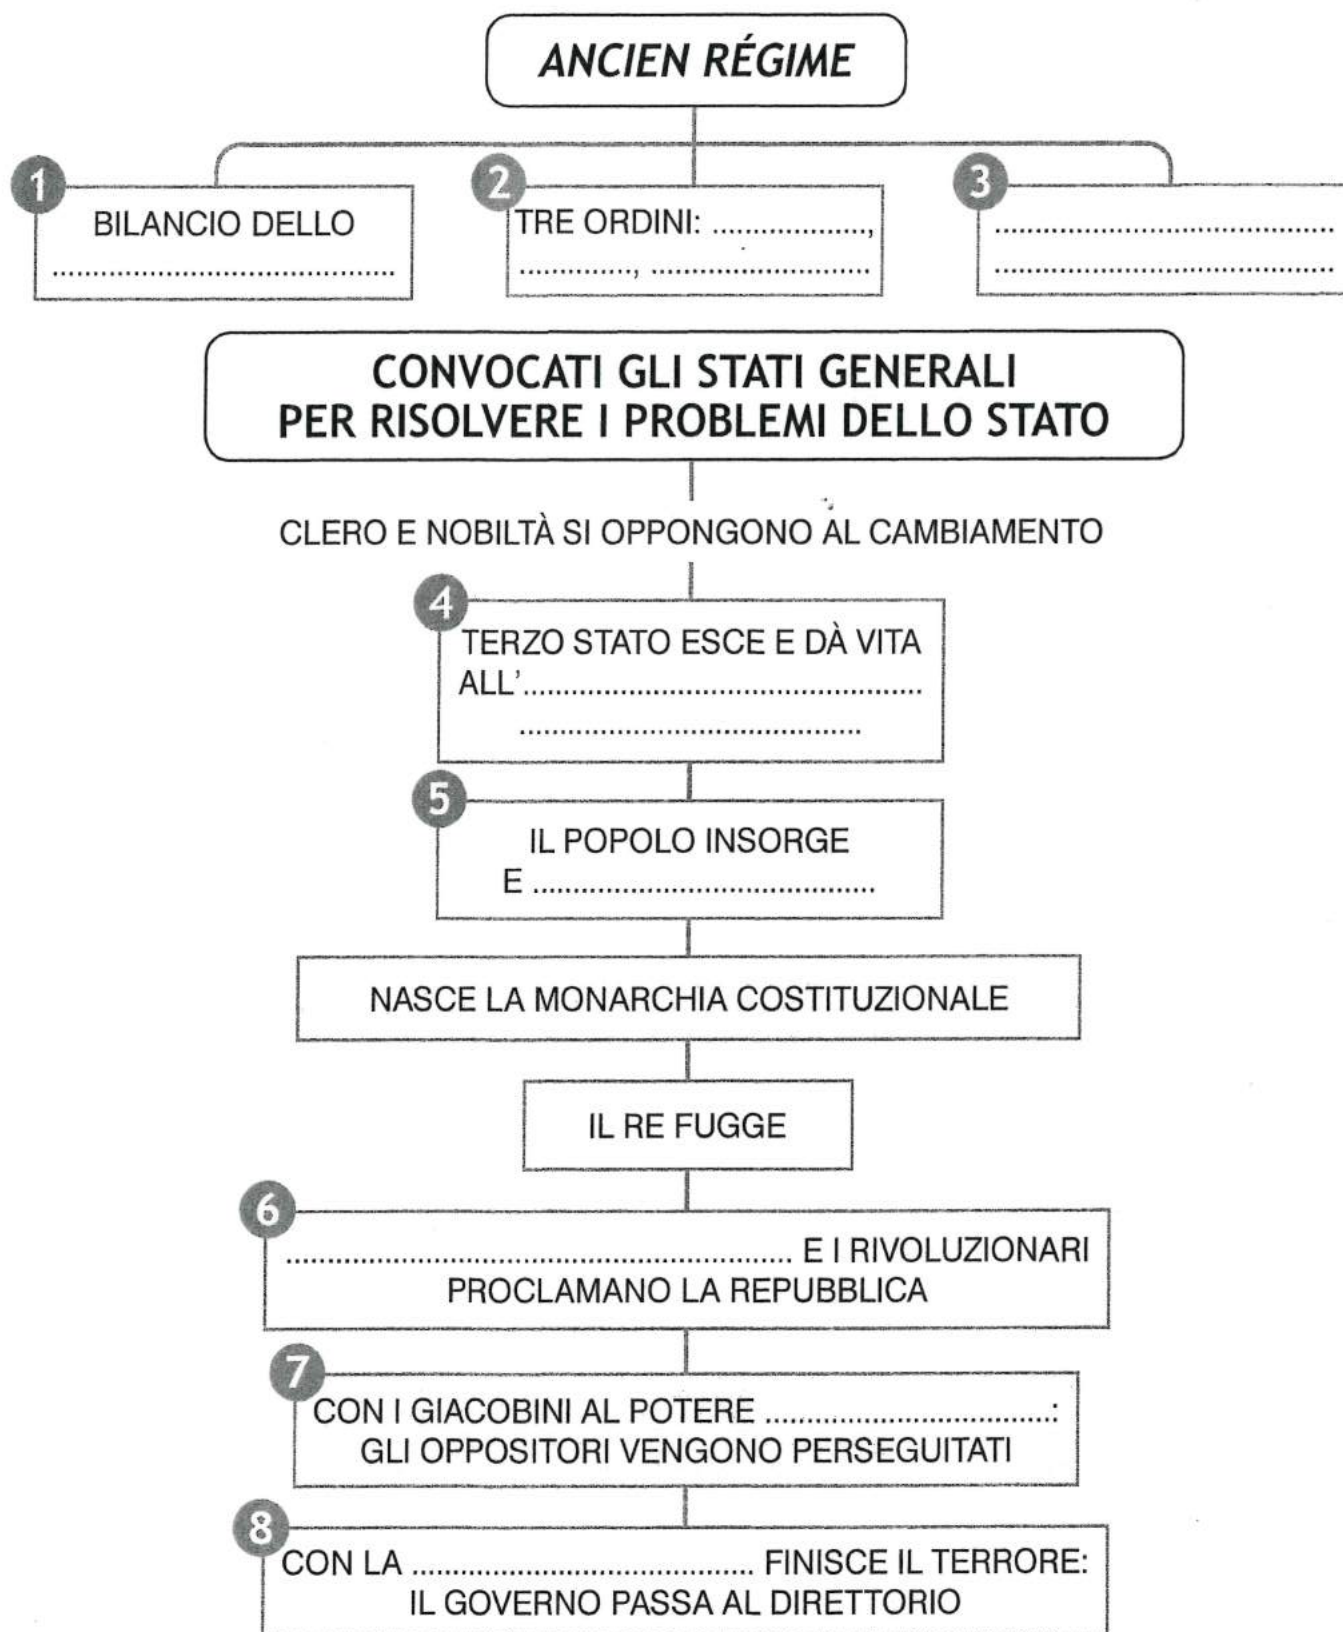 ANCIEN RÉGIME
1
BILANCIO DELLO
..........................................
2
TRE ORDINI: ...................,
.............., ...........................
3
..........................................
..........................................
CONVOCATI GLI STATI GENERALI
PER RISOLVERE I PROBLEMI DELLO STATO
CLERO E NOBILTÀ SI OPPONGONO AL CAMBIAMENTO
4
TERZO STATO ESCE E DÀ VITA
ALL'.................................................
..........................................
5
IL POPOLO INSORGE
E ..........................................
NASCE LA MONARCHIA COSTITUZIONALE
IL RE FUGGE
6
.............................................................. E I RIVOLUZIONARI
PROCLAMANO LA REPUBBLICA
7
CON I GIACOBINI AL POTERE ...................................:
GLI OPPOSITORI VENGONO PERSEGUITATI
8
CON LA .......................................... FINISCE IL TERRORE:
IL GOVERNO PASSA AL DIRETTORIO